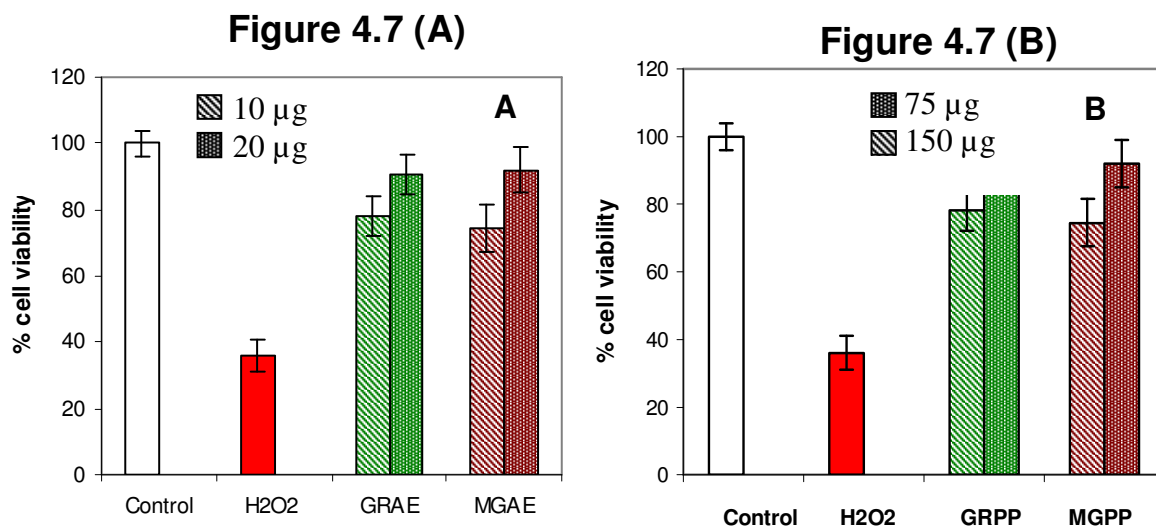 Figure 4.7 (A)
120
100
80
60
40
20
0
% cell viability
10 µg
20 µg
A
Control H2O2 GRAE MGAE
Figure 4.7 (B)
120
100
80
60
40
20
0
% cell viability
75 µg
150 µg
B
Control H2O2 GRPP MGPP